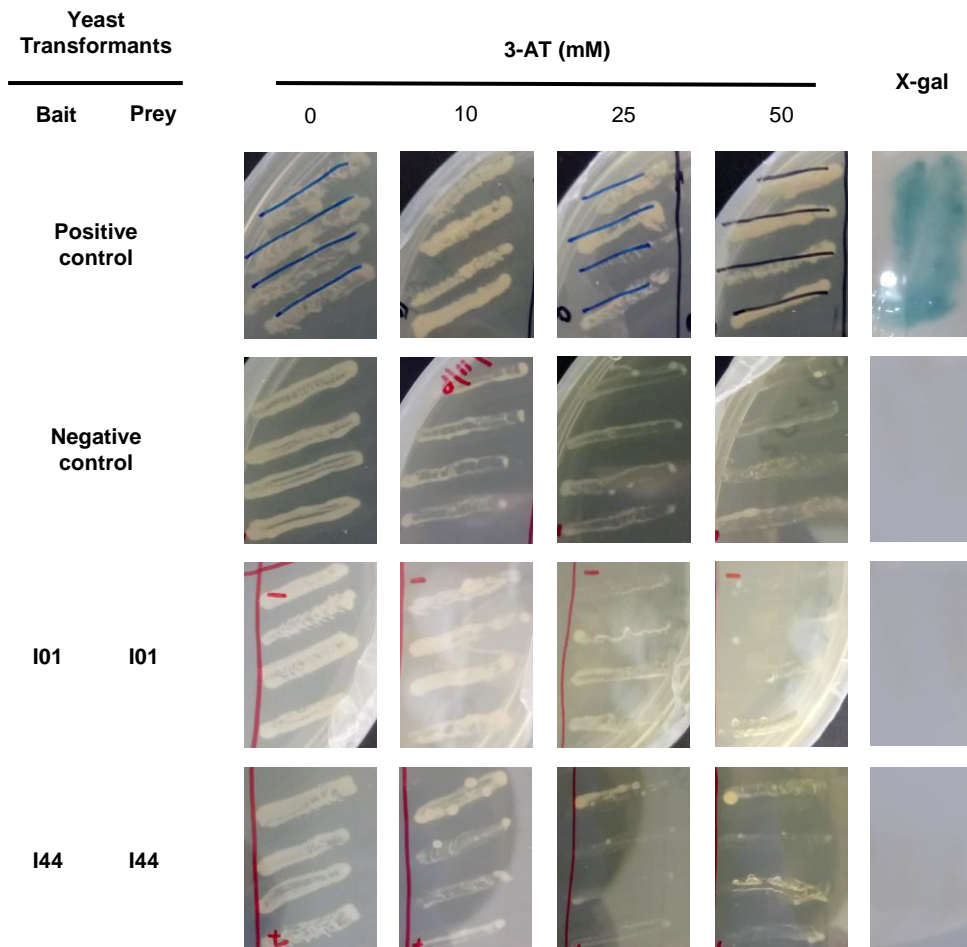 Yeast
Transformants
3-AT (mM)
X-gal
Bait Prey 0 10 25 50
Positive
control
Negative
control
I01 I01
I44 I44